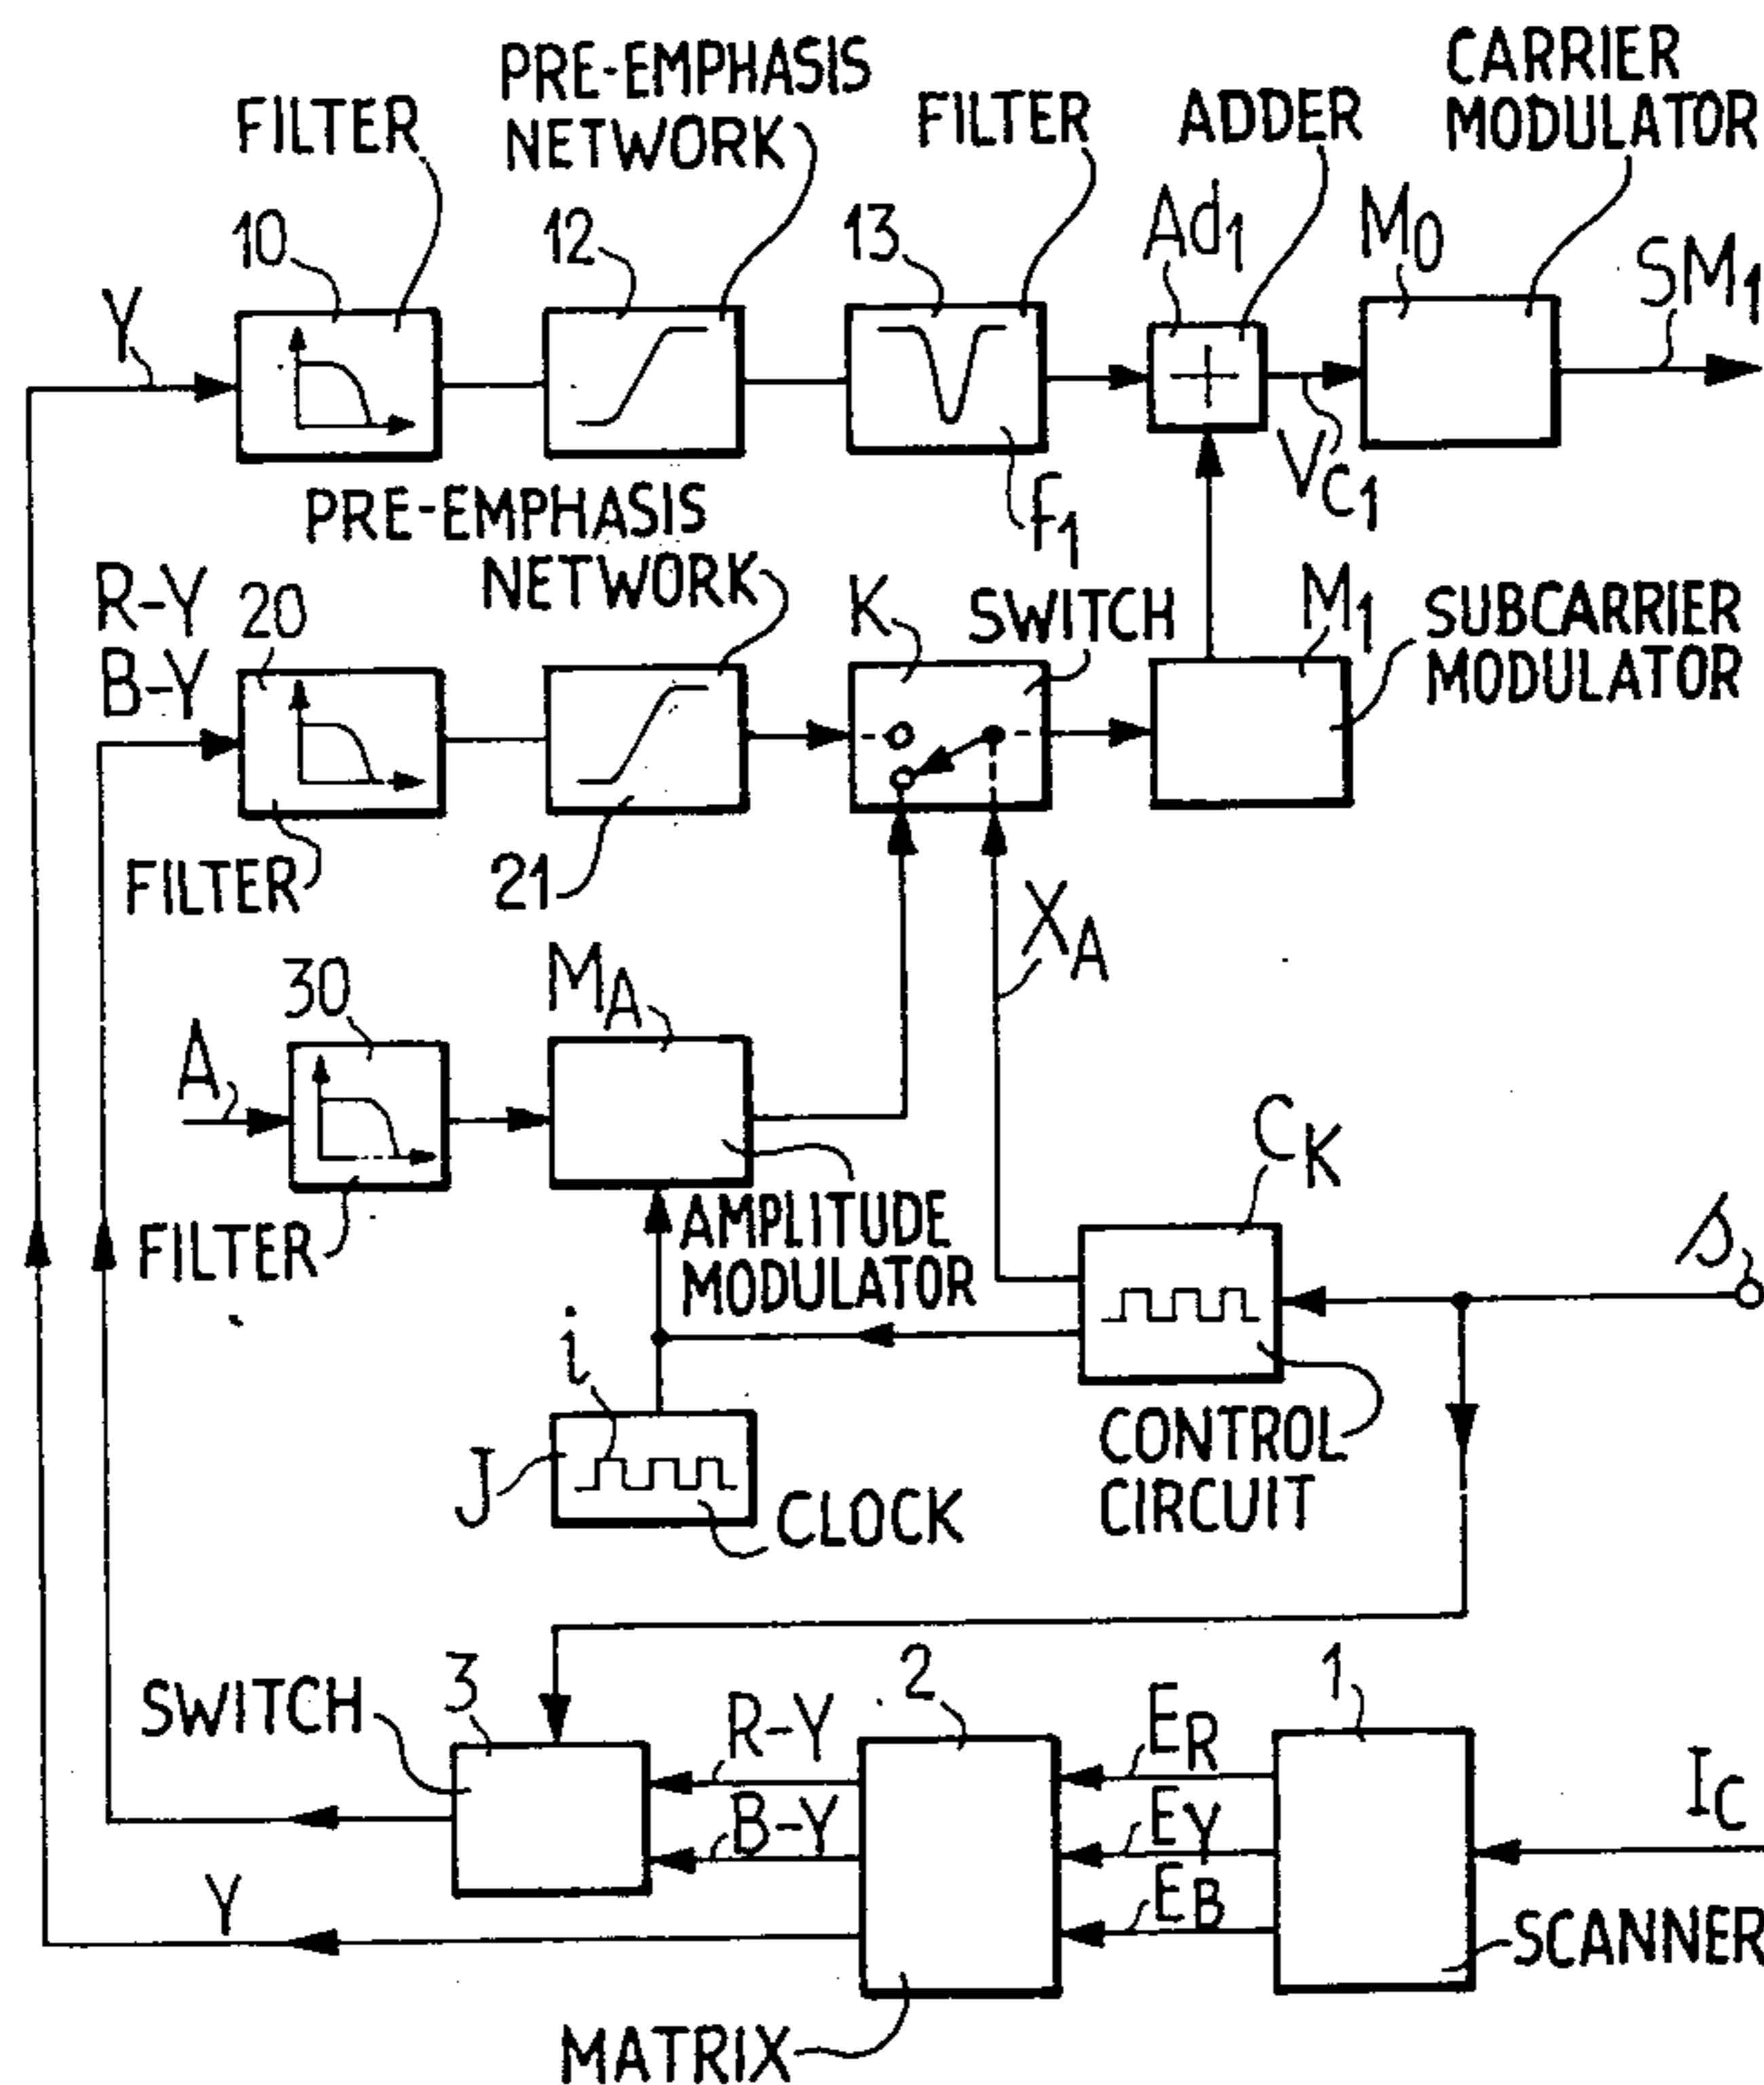 CARRIER
MODULATOR
PRE-EMPHASIS
NETWORK
FILTER
FILTER
ADDER
10
12
13
Ad1
M0
SM1
Y
VC1
f1
PRE-EMPHASIS
NETWORK
R-Y
B-Y
20
K
SWITCH
M1
SUBCARRIER
MODULATOR
FILTER
21
XA
30
MA
A
CK
FILTER
AMPLITUDE
MODULATOR
s
i
J
CLOCK
CONTROL
CIRCUIT
SWITCH
3
R-Y
B-Y
2
ER
EY
EB
1
IC
Y
SCANNER
MATRIX